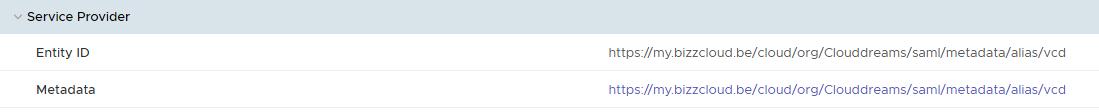 Service Provider
Entity ID https://my.bizzcloud.be/cloud/org/Clouddreams/saml/metadata/alias/vcd
Metadata https://my.bizzcloud.be/cloud/org/Clouddreams/saml/metadata/alias/vcd